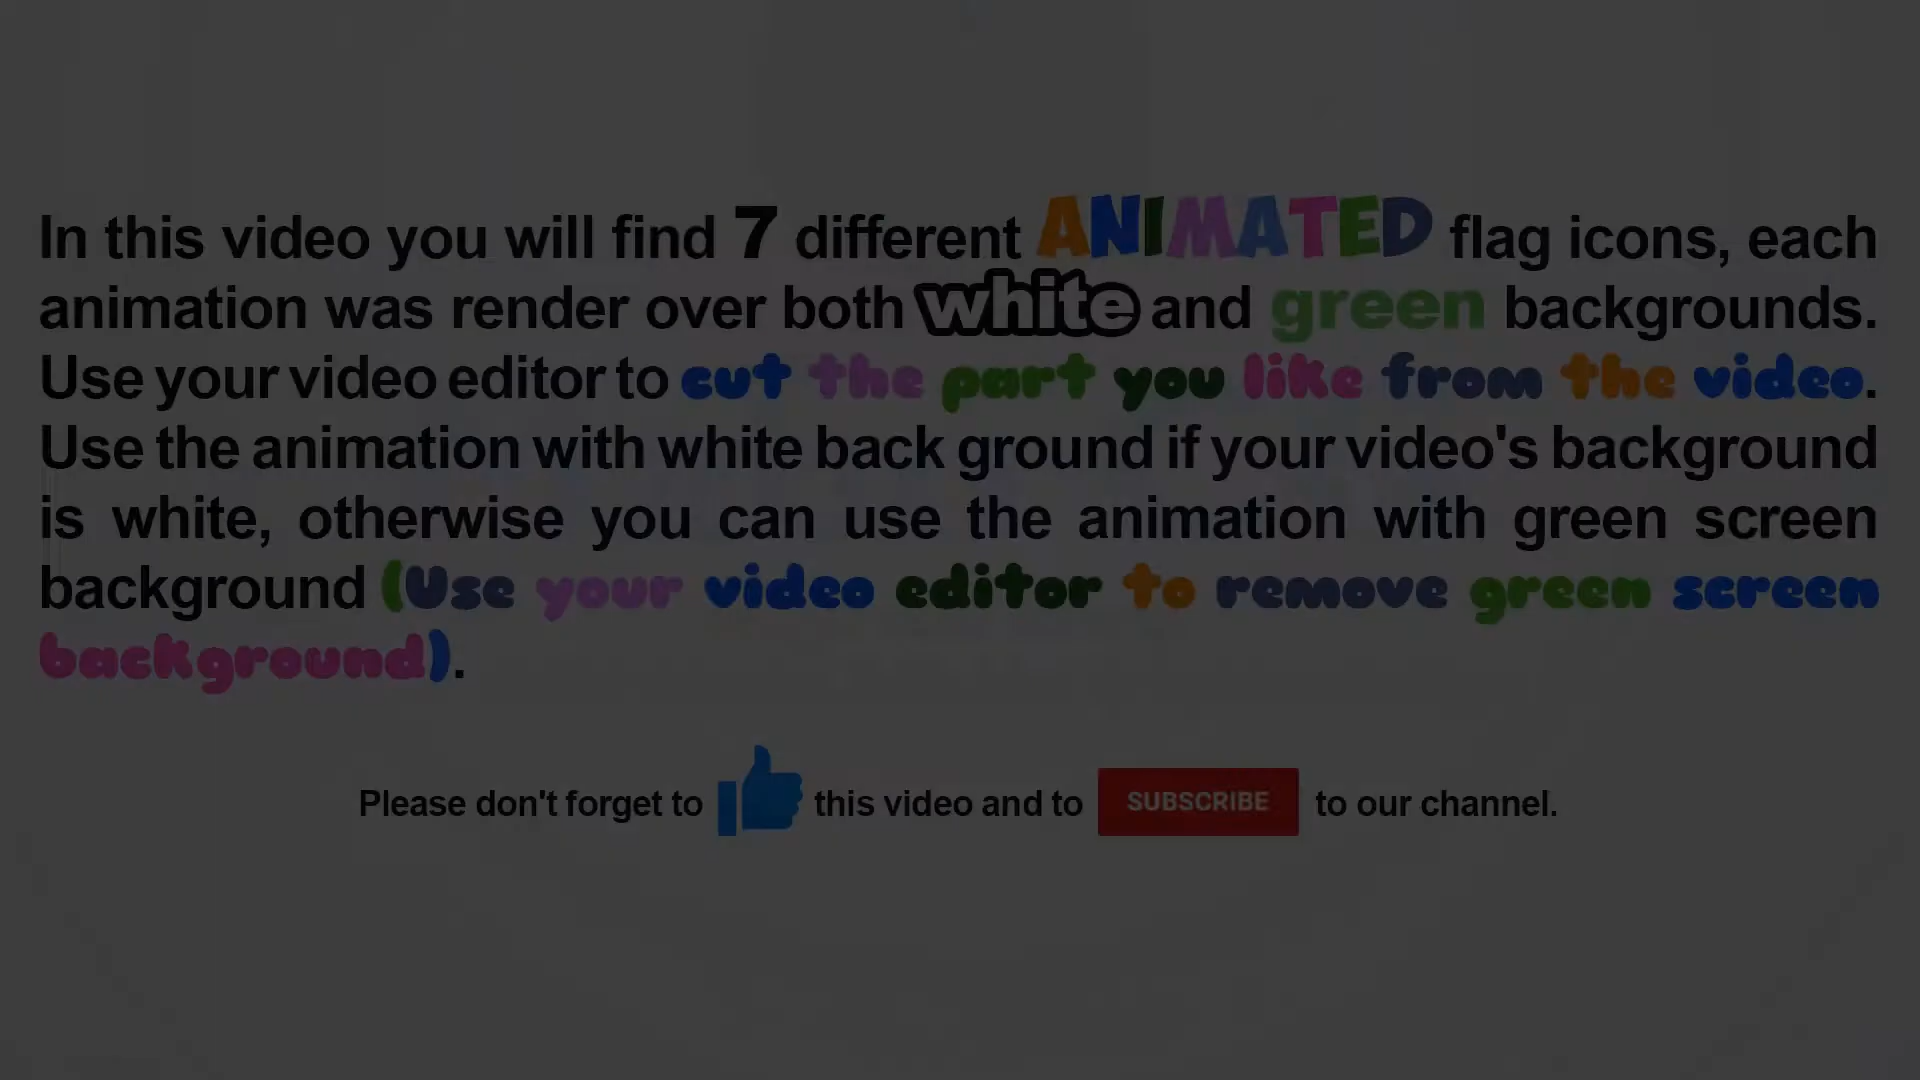 In this video you will find 7 different ANIMATED flag icons, each
animation was render over both white and green backgrounds.
Use your video editor to cut the part you like from the video.
Use the animation with white back ground if your video's background
is white, otherwise you can use the animation with green screen
background (Use your video editor to remove green screen
background).
Please don't forget to this video and to SUBSCRIBE to our channel.